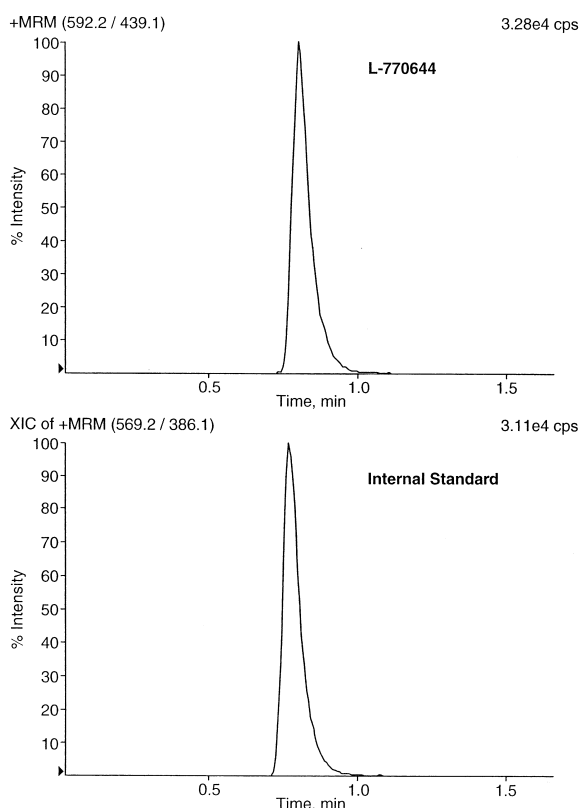 +MRM (592.2 / 439.1) 3.28e4 cps
L-770644
100
90
80
70
60
50
40
30
20
10
% Intensity
0.5 1.0 1.5
Time, min
XIC of +MRM (569.2 / 386.1) 3.11e4 cps
Internal Standard
100
90
80
70
60
50
40
30
20
10
% Intensity
0.5 1.0 1.5
Time, min